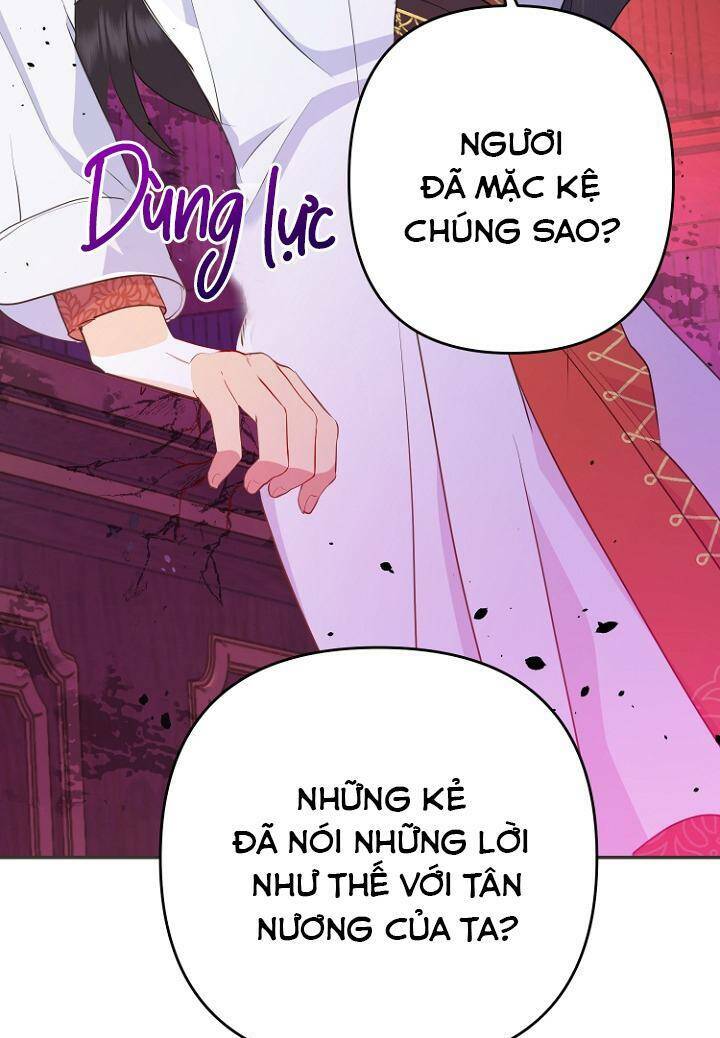 NGƯƠI
ĐÃ MẶC KỆ
CHÚNG SAO?
Dùng lực
NHỮNG KẺ
ĐÃ NÓI NHỮNG LỜI
NHƯ THẾ VỚI TÂN
NƯƠNG CỦA TA?